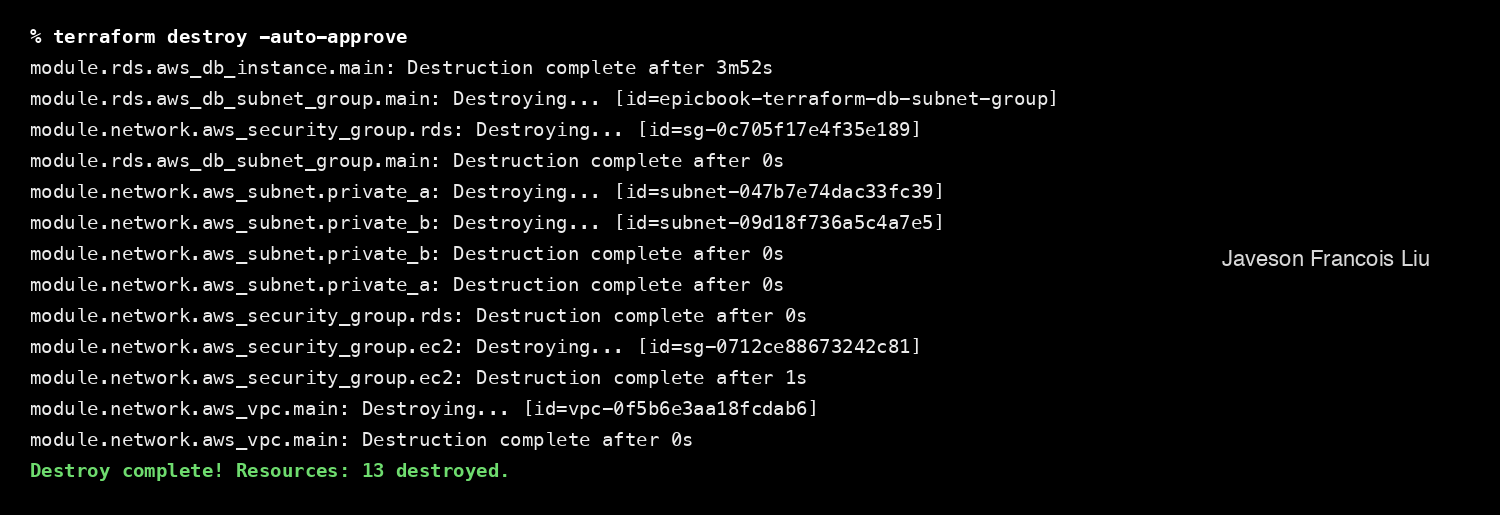 % terraform destroy -auto-approve
module.rds.aws_db_instance.main: Destruction complete after 3m52s
module.rds.aws_db_subnet_group.main: Destroying... [id=epicbook-terraform-db-subnet-group]
module.network.aws_security_group.rds: Destroying... [id=sg-0c705f17e4f35e189]
module.rds.aws_db_subnet_group.main: Destruction complete after 0s
module.network.aws_subnet.private_a: Destroying... [id=subnet-047b7e74dac33fc39]
module.network.aws_subnet.private_b: Destroying... [id=subnet-09d18f736a5c4a7e5]
module.network.aws_subnet.private_b: Destruction complete after 0s
Javeson Francois Liu
module.network.aws_subnet.private_a: Destruction complete after 0s
module.network.aws_security_group.rds: Destruction complete after 0s
module.network.aws_security_group.ec2: Destroying... [id=sg-0712ce88673242c81]
module.network.aws_security_group.ec2: Destruction complete after 1s
module.network.aws_vpc.main: Destroying... [id=vpc-0f5b6e3aa18fcdab6]
module.network.aws_vpc.main: Destruction complete after 0s
Destroy complete! Resources: 13 destroyed.